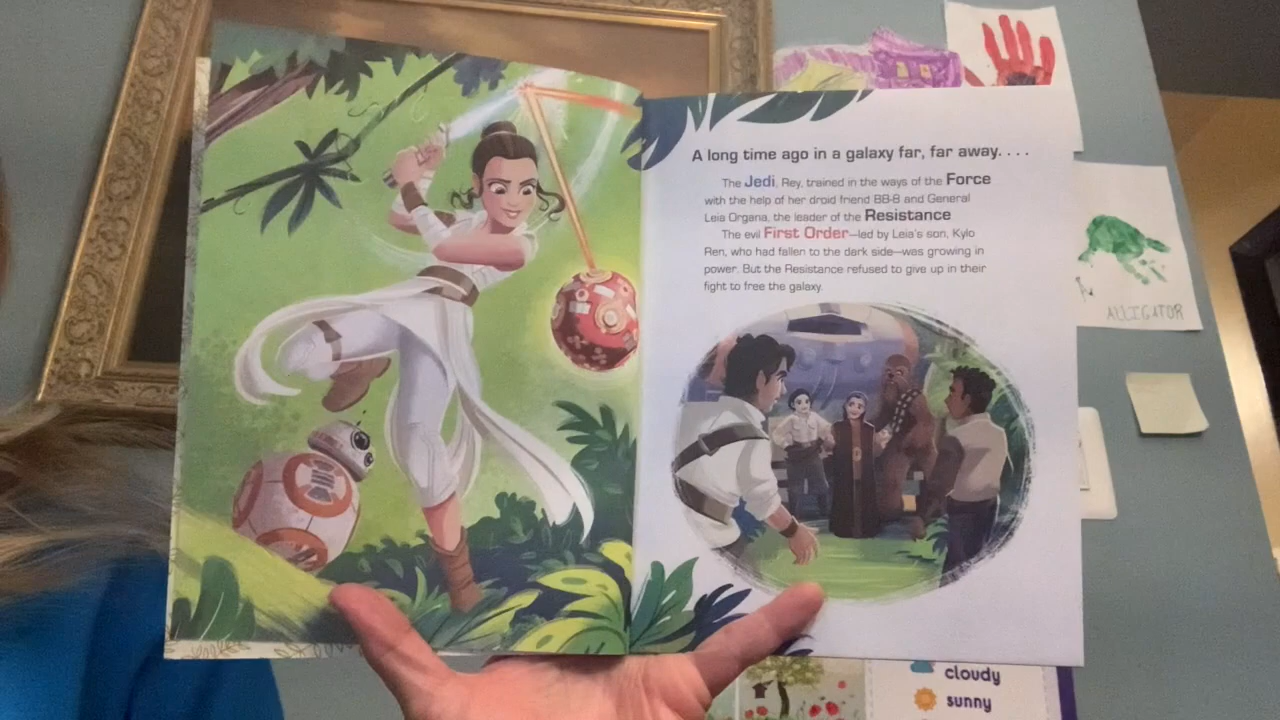 A long time ago in a galaxy far, far away. . . .
The Jedi, Rey, trained in the ways of the Force
with the help of her droid friend BB-8 and General
Leia Organa, the leader of the Resistance
The evil First Order—led by Leia's son, Kylo
Ren, who had fallen to the dark side—was growing in
power. But the Resistance refused to give up in their
fight to free the galaxy.
ALLIGATOR
cloudy
sunny